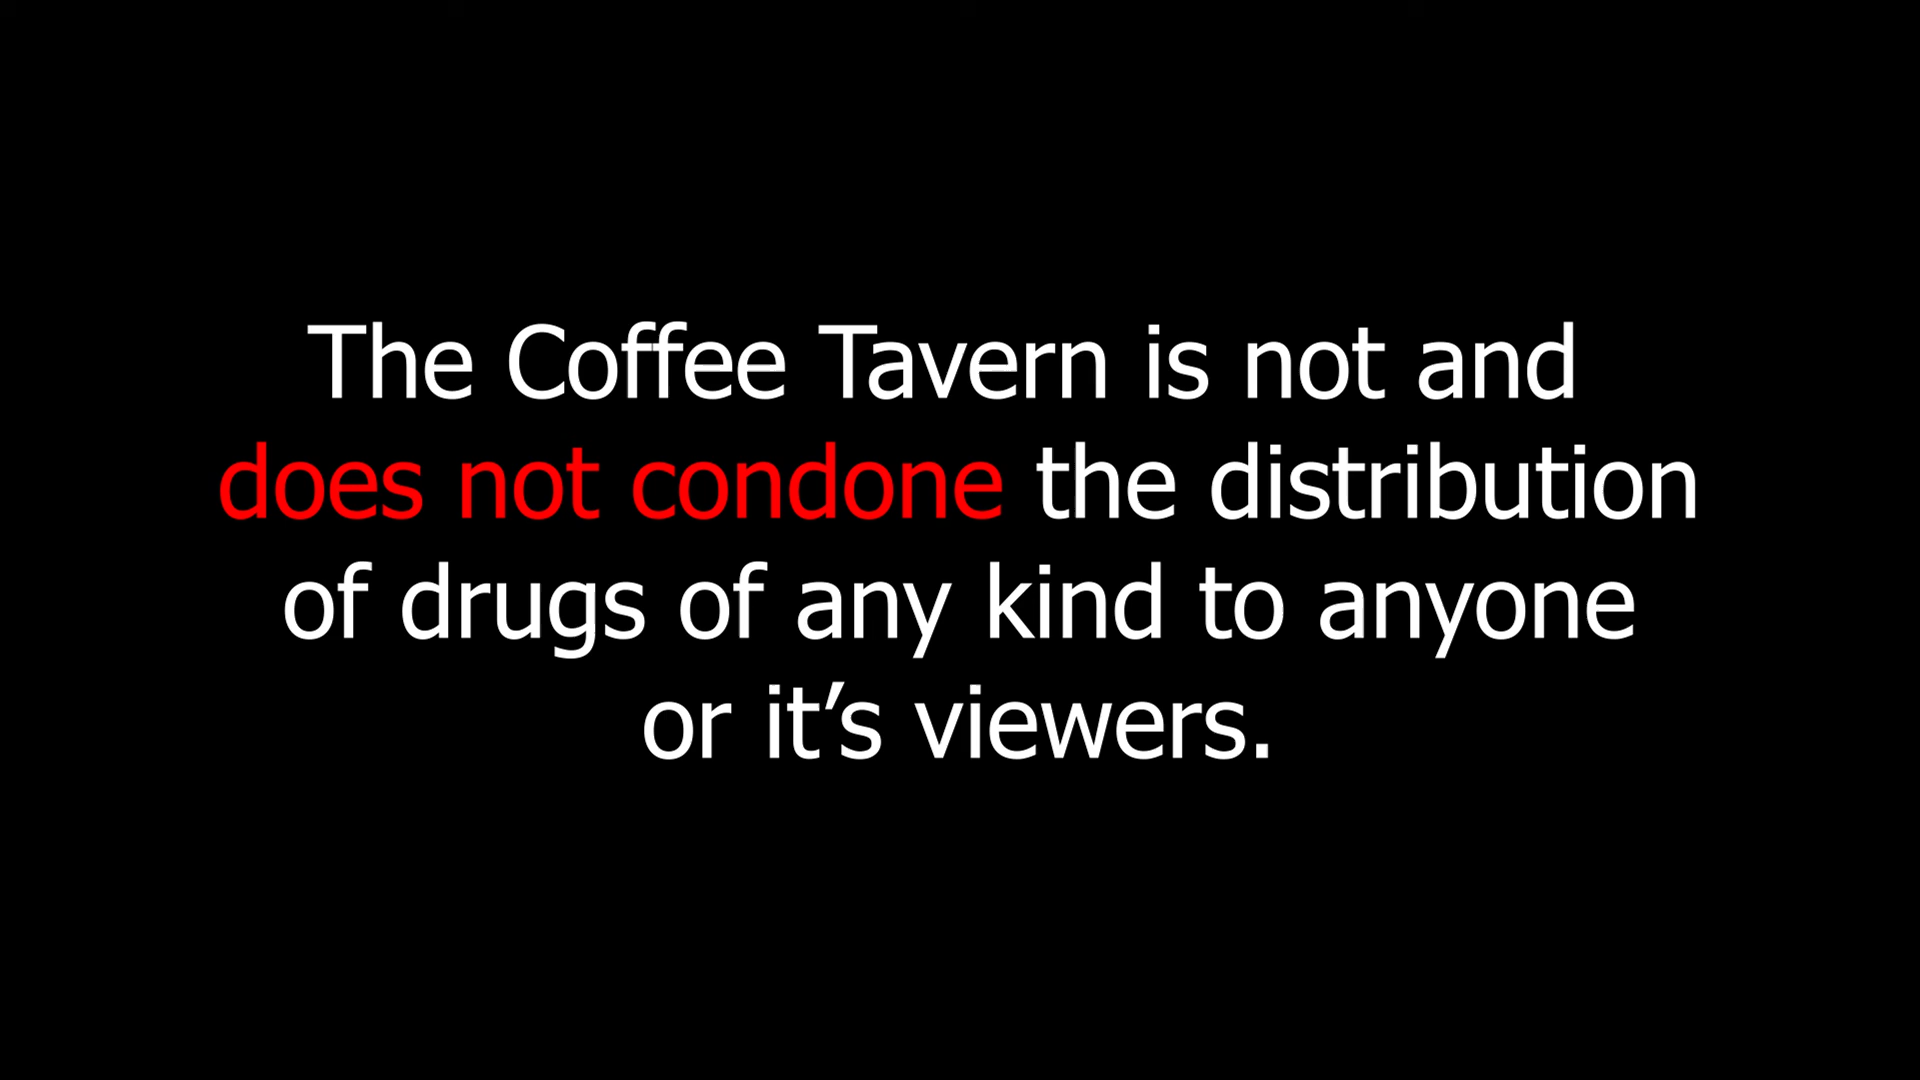 The Coffee Tavern is not and
does not condone the distribution
of drugs of any kind to anyone
or it’s viewers.